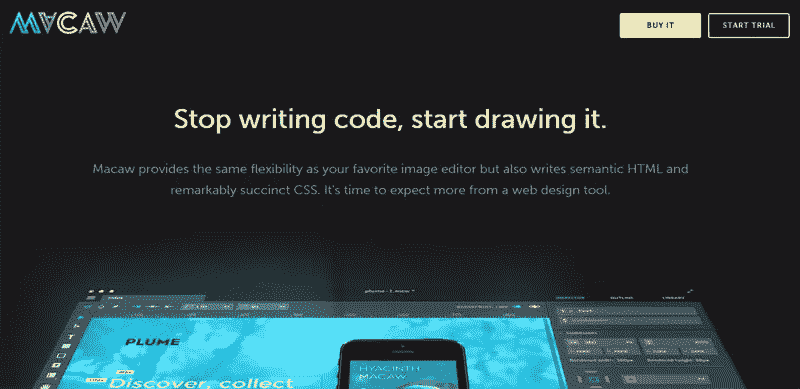 MACAW
BUY IT
START TRIAL
Stop writing code, start drawing it.
Macaw provides the same flexibility as your favorite image editor but also writes semantic HTML and
remarkably succinct CSS. It's time to expect more from a web design tool.
OUTLINE
LIBRARY
PLUME
HYACINTH
MACAW
Discover, collect